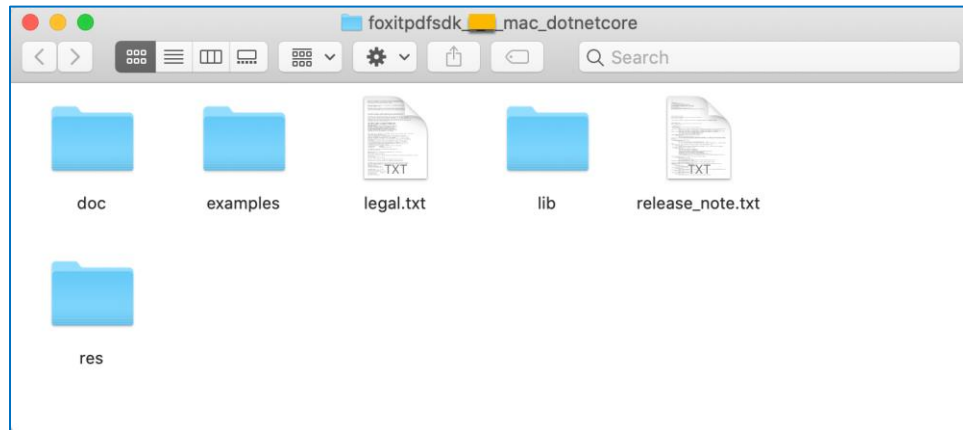 foxitpdfsdk_ _mac_dotnetcore
Search
TXT
TXT
doc
examples
legal.txt
lib
release_note.txt
res